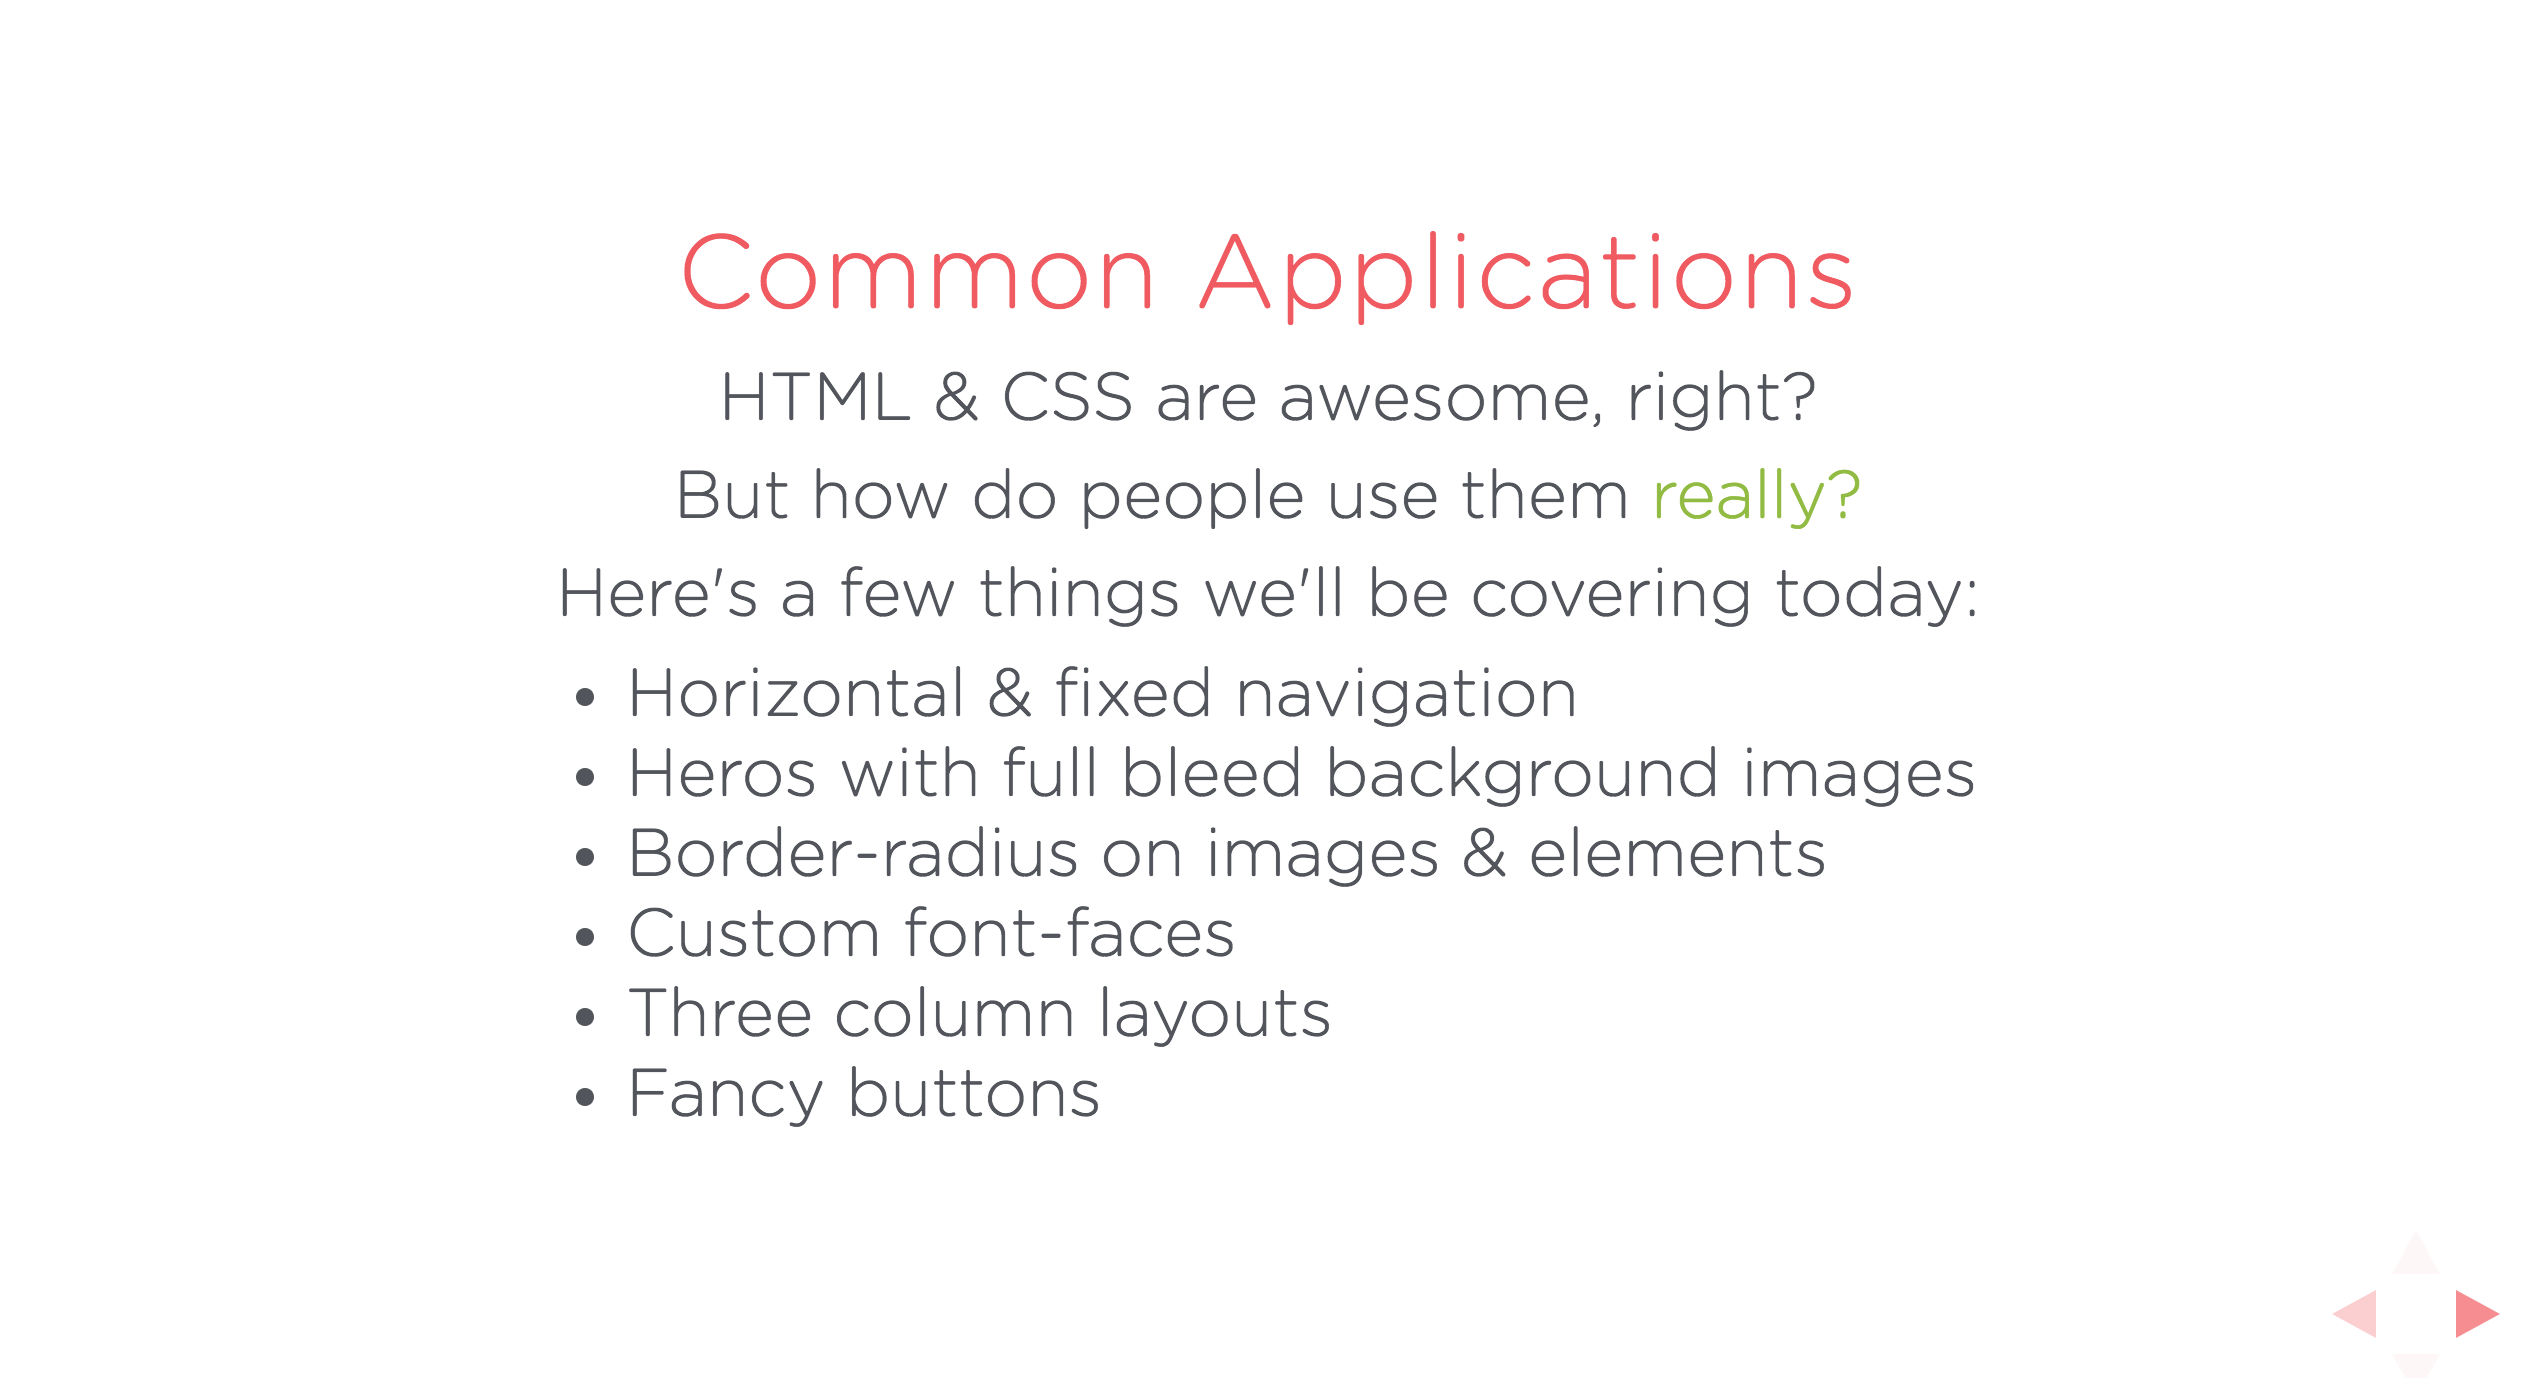 Common Applications
HTML & CSS are awesome, right?
But how do people use them really?
Here's a few things we'll be covering today:
• Horizontal & fixed navigation
• Heros with full bleed background images
• Border-radius on images & elements
• Custom font-faces
• Three column layouts
• Fancy buttons